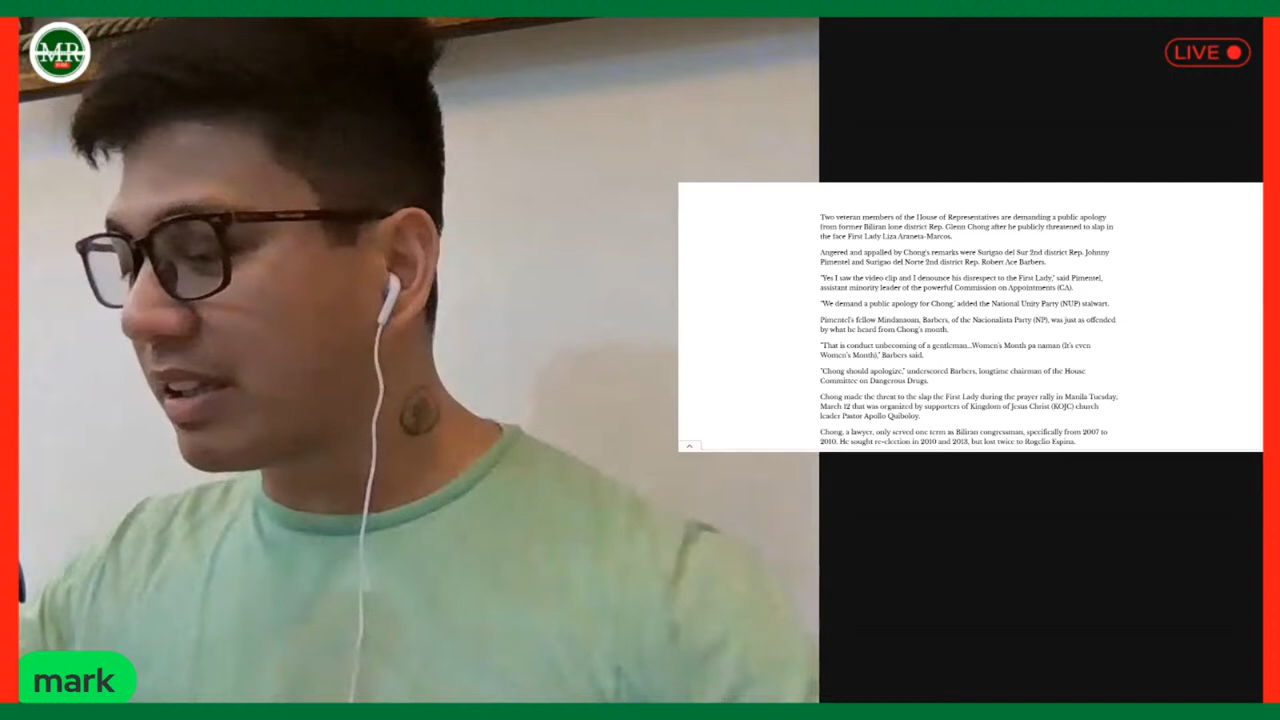 MR
LIVE
Two veteran members of the House of Representatives are demanding a public apology
from former Biliran lone district Rep. Glenn Chong after he publicly threatened to slap in
the face First Lady Liza Araneta-Marcos.
Angered and appalled by Chong's remarks were Surigao del Sur 2nd district Rep. Johnny
Pimentel and Surigao del Norte 2nd district Rep. Robert Ace Barbers.
"Yes I saw the video clip and I denounce his disrespect to the First Lady," said Pimentel,
assistant minority leader of the powerful Commission on Appointments (CA).
"We demand a public apology for Chong,' added the National Unity Party (NUP) stalwart.
Pimentel's fellow Mindanaoan, Barbers, of the Nacionalista Party (NP), was just as offended
by what he heard from Chong's month.
"That is conduct unbecoming of a gentleman...Women's Month pa naman (It's even
Women's Month)," Barbers said.
"Chong should apologize," underscored Barbers, longtime chairman of the House
Committee on Dangerous Drugs.
Chong made the threat to the slap the First Lady during the prayer rally in Manila Tuesday,
March 12 that was organized by supporters of Kingdom of Jesus Christ (KOJC) church
leader Pastor Apollo Quiboloy.
Chong, a lawyer, only served one term as Biliran congressman, specifically from 2007 to
2010. He sought re-election in 2010 and 2013, but lost twice to Rogelio Espina.
mark